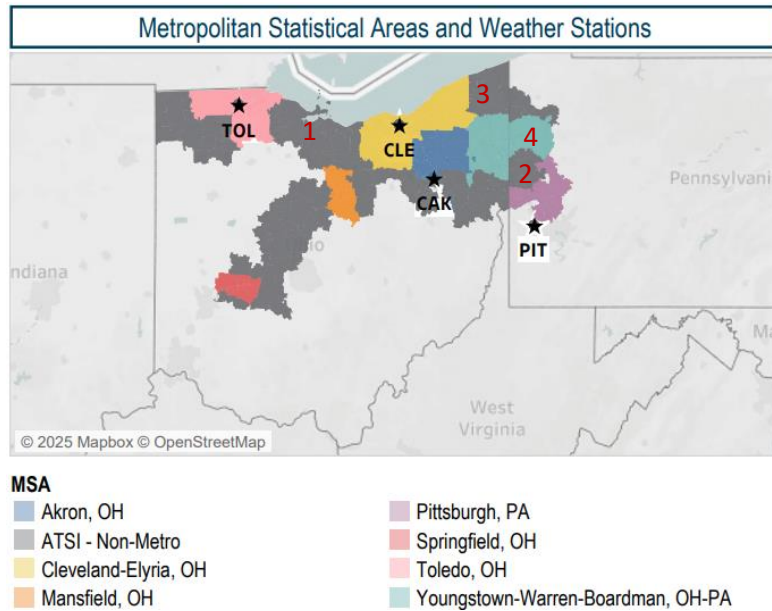 Metropolitan Statistical Areas and Weather Stations
3
TOL
1
CLE
4
2
Pennsylvani
CAK
io
ndiana
PIT
West
Virginia
© 2025 Mapbox © OpenStreetMap
MSA
Akron, OH
ATSI - Non-Metro
Cleveland-Elyria, OH
Mansfield, OH
Pittsburgh, PA
Springfield, OH
Toledo, OH
Youngstown-Warren-Boardman, OH-PA